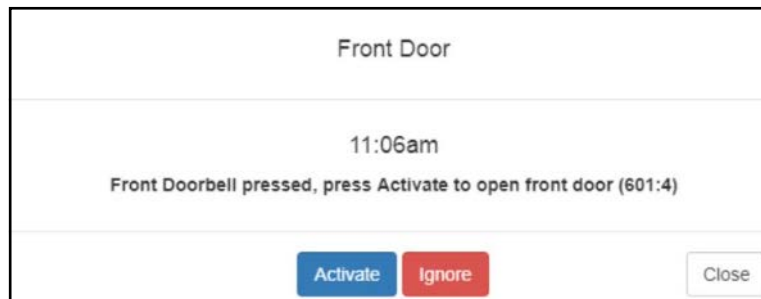 Front Door
11:06am
Front Doorbell pressed, press Activate to open front door (601:4)
Activate Ignore Close